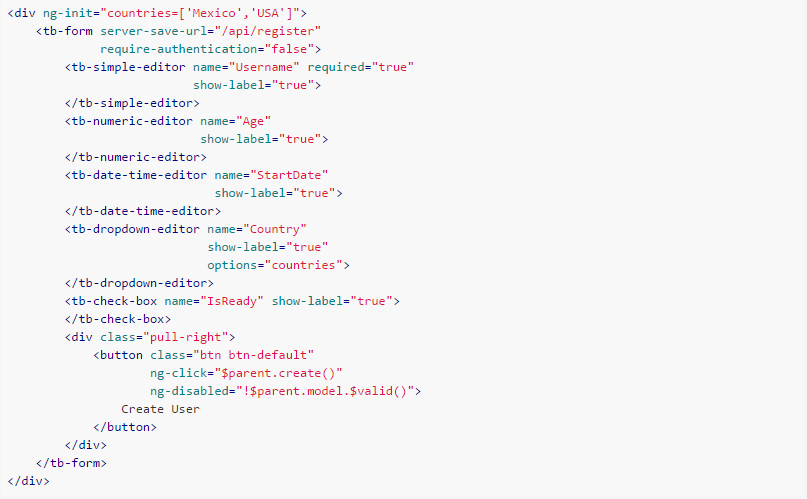 <div ng-init="countries=['Mexico','USA']">
    <tb-form server-save-url="/api/register"
             require-authentication="false">
        <tb-simple-editor name="Username" required="true"
                          show-label="true">
        </tb-simple-editor>
        <tb-numeric-editor name="Age"
                           show-label="true">
        </tb-numeric-editor>
        <tb-date-time-editor name="StartDate"
                             show-label="true">
        </tb-date-time-editor>
        <tb-dropdown-editor name="Country"
                            show-label="true"
                            options="countries">
        </tb-dropdown-editor>
        <tb-check-box name="IsReady" show-label="true">
        </tb-check-box>
        <div class="pull-right">
            <button class="btn btn-default"
                    ng-click="$parent.create()"
                    ng-disabled="!$parent.model.$valid()">
                Create User
            </button>
        </div>
    </tb-form>
</div>